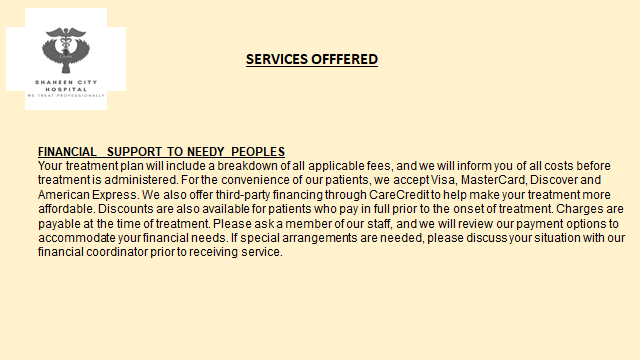 SHAHEEN CITY
HOSPITAL
WE TREAT PROFESSIONALLY
SERVICES OFFFERED
FINANCIAL SUPPORT TO NEEDY PEOPLES
Your treatment plan will include a breakdown of all applicable fees, and we will inform you of all costs before
treatment is administered. For the convenience of our patients, we accept Visa, MasterCard, Discover and
American Express. We also offer third-party financing through CareCredit to help make your treatment more
affordable. Discounts are also available for patients who pay in full prior to the onset of treatment. Charges are
payable at the time of treatment. Please ask a member of our staff, and we will review our payment options to
accommodate your financial needs. If special arrangements are needed, please discuss your situation with our
financial coordinator prior to receiving service.